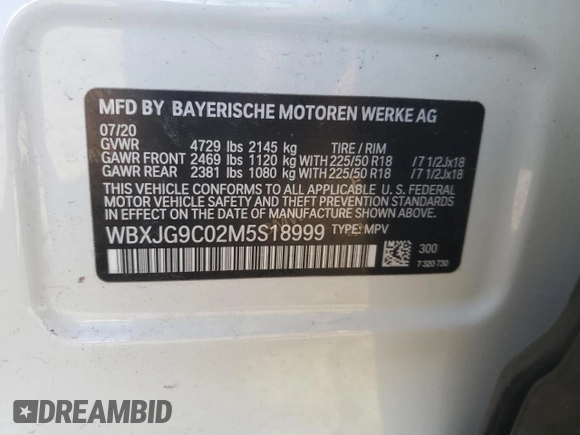 MFD BY BAYERISCHE MOTOREN WERKE AG
07/20
GVWR 4729 lbs 2145 kg TIRE / RIM
GAWR FRONT 2469 lbs 1120 kg WITH 225/50 R18 /7 1/2Jx18
GAWR REAR 2381 lbs 1080 kg WITH 225/50 R18 /7 1/2Jx18
THIS VEHICLE CONFORMS TO ALL APPLICABLE U. S. FEDERAL
MOTOR VEHICLE SAFETY AND THEFT PREVENTION
STANDARDS IN EFFECT ON THE DATE OF MANUFACTURE SHOWN ABOVE.
WBXJG9C02M5S18999 TYPE: MPV
300
7 320 730
DREAMBID